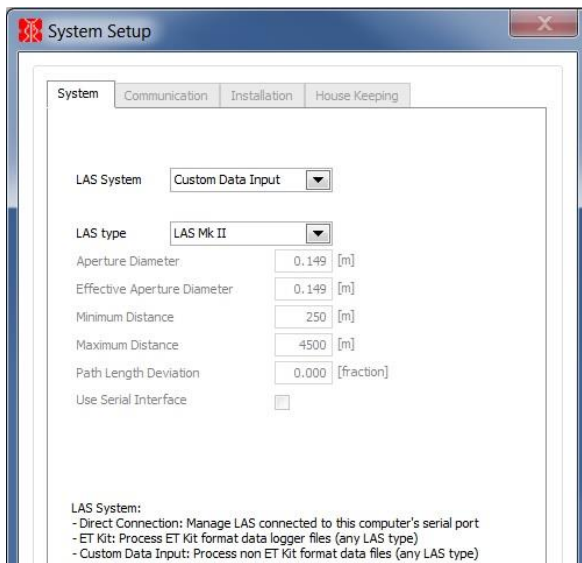 System Setup
System Communication Installation House Keeping
LAS System Custom Data Input
LAS type LAS Mk II
Aperture Diameter 0.149 [m]
Effective Aperture Diameter 0.149 [m]
Minimum Distance 250 [m]
Maximum Distance 4500 [m]
Path Length Deviation 0.000 [fraction]
Use Serial Interface
LAS System:
- Direct Connection: Manage LAS connected to this computer's serial port
- ET Kit: Process ET Kit format data logger files (any LAS type)
- Custom Data Input: Process non ET Kit format data files (any LAS type)